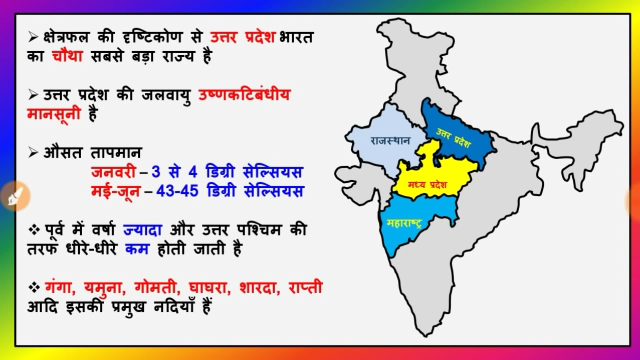 ➢ क्षेत्रफल की दृष्टिकोण से उत्तर प्रदेश भारत
का चौथा सबसे बड़ा राज्य है
➢ उत्तर प्रदेश की जलवायु उष्णकटिबंधीय
मानसूनी है
➢ औसत तापमान
जनवरी – 3 से 4 डिग्री सेल्सियस
मई-जून – 43-45 डिग्री सेल्सियस
❖ पूर्व में वर्षा ज्यादा और उत्तर पश्चिम की
तरफ धीरे-धीरे कम होती जाती है
❖ गंगा, यमुना, गोमती, घाघरा, शारदा, राप्ती
आदि इसकी प्रमुख नदियाँ हैं
राजस्थान
उत्तर प्रदेश
मध्य प्रदेश
महाराष्ट्र